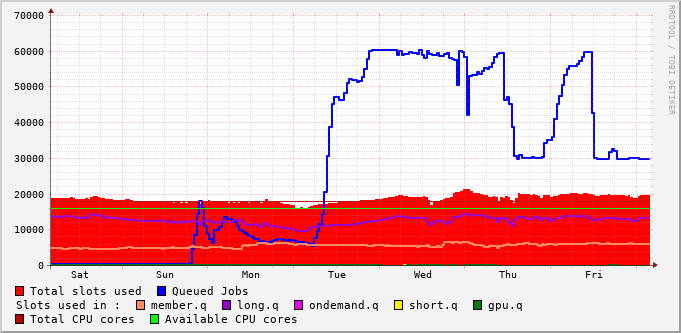 70000
60000
50000
40000
30000
20000
10000
0
Sat Sun Mon Tue Wed Thu Fri
RRDTOOL / TOBI OETIKER
Total slots used Queued Jobs
Slots used in : member.q long.q ondemand.q short.q gpu.q
Total CPU cores Available CPU cores